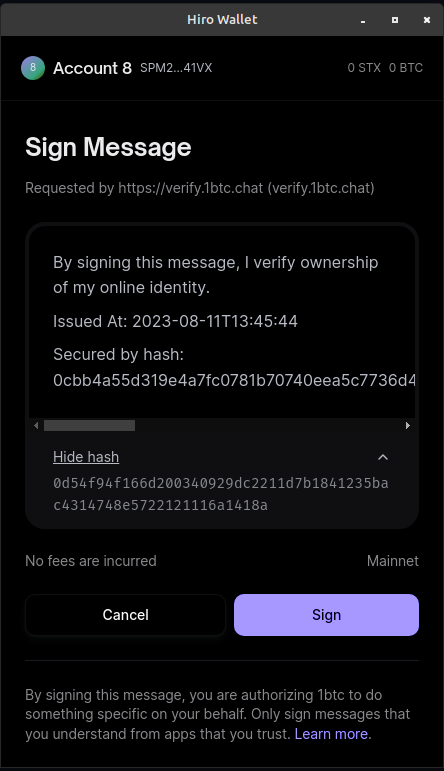 Hiro Wallet
8 Account 8 SPM2...41VX 0 STX 0 BTC
Sign Message
Requested by https://verify.1btc.chat (verify.1btc.chat)
By signing this message, I verify ownership
of my online identity.
Issued At: 2023-08-11T13:45:44
Secured by hash:
0cbb4a55d319e4a7fc0781b70740eea5c7736d4
Hide hash
0d54f94f166d200340929dc2211d7b1841235ba
c4314748e5722121116a1418a
No fees are incurred Mainnet
Cancel Sign
By signing this message, you are authorizing 1btc to do
something specific on your behalf. Only sign messages that
you understand from apps that you trust. Learn more.